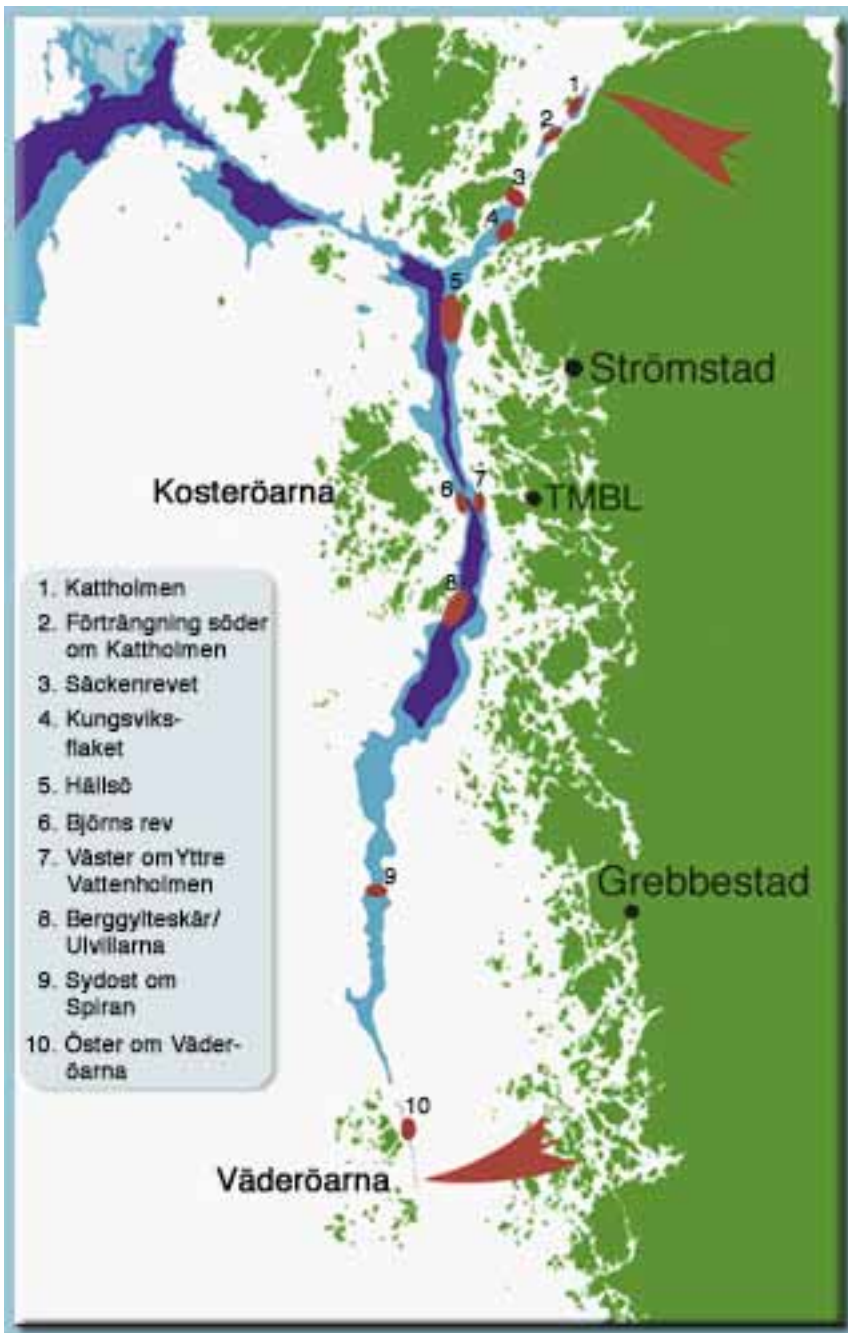 1
2
3
4
5
Strömstad
Kosteröarna
6
7
TMBL
8
1. Kattholmen
2. Förträngning söder
om Kattholmen
3. Säckenrevet
4. Kungsviks-
flaket
5. Hällsö
6. Björns rev
7. Väster om Yttre
Vattenholmen
8. Berggylteskär/
Ulvillarna
9. Sydost om
Spiran
10. Öster om Väder-
öarna
9
Grebbestad
10
Väderöarna